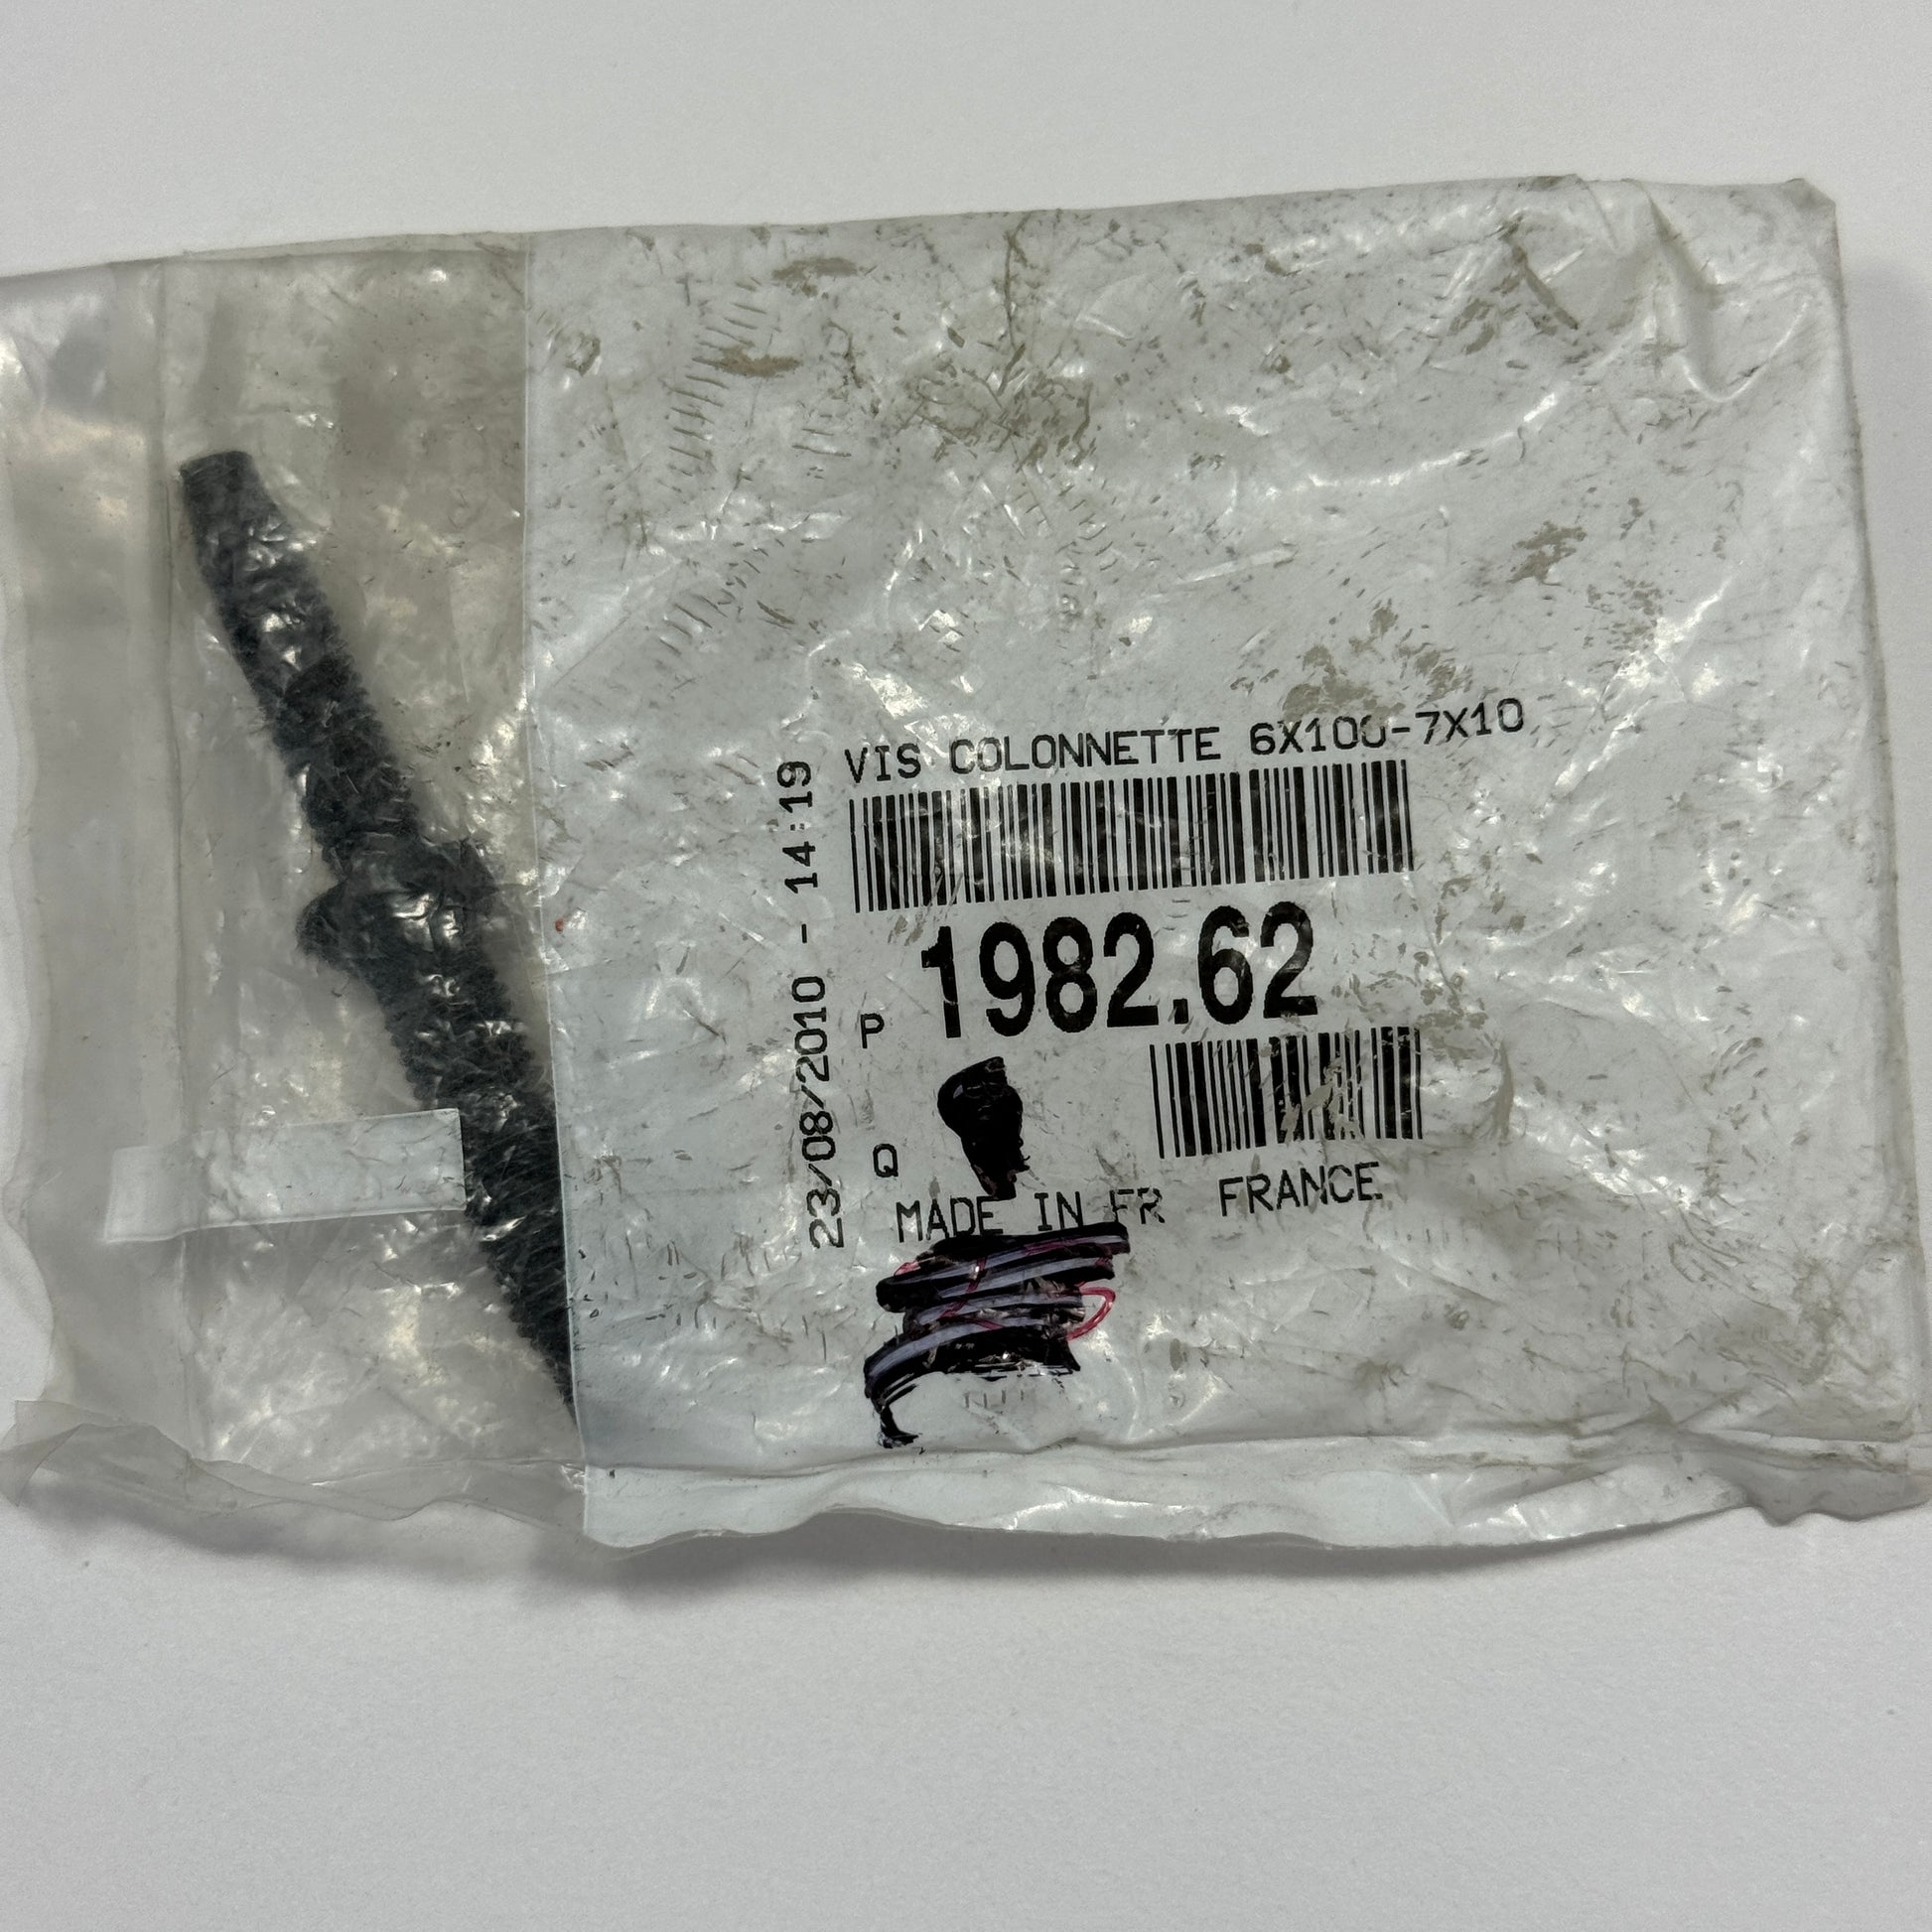 VIS COLONNETTE 6X100-7X10
23/08/2010 - 14:19
P 1982.62
Q
MADE IN FR FRANCE